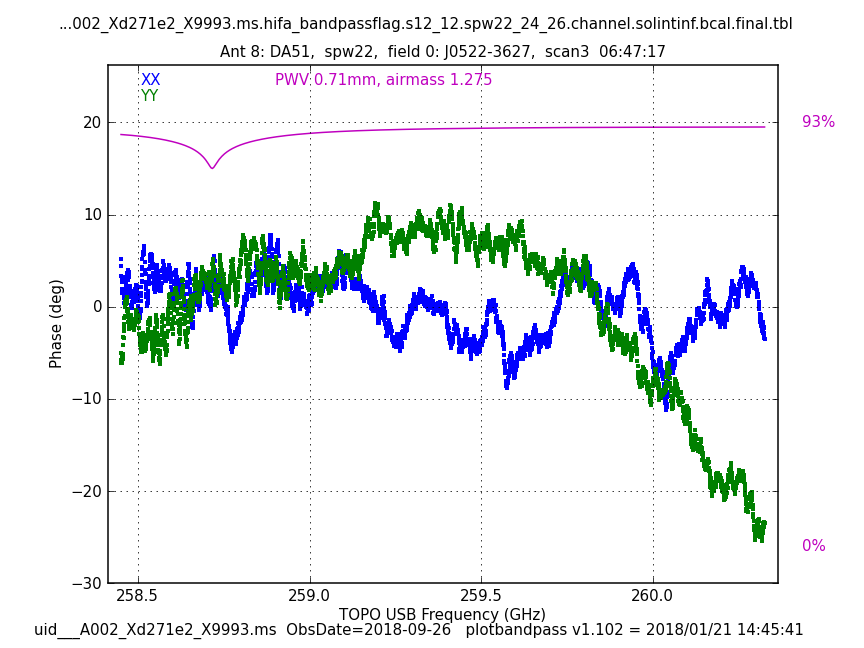 ...002_Xd271e2_X9993.ms.hifa_bandpassflag.s12_12.spw22_24_26.channel.solintinf.bcal.final.tbl
Ant 8: DA51,  spw22,  field 0: J0522-3627,  scan3  06:47:17
XX
PWV 0.71mm, airmass 1.275
YY
20
93%
10
0
−10
−20
−30
0%
Phase (deg)
258.5
259.0
259.5
260.0
TOPO USB Frequency (GHz)
uid___A002_Xd271e2_X9993.ms  ObsDate=2018-09-26   plotbandpass v1.102 = 2018/01/21 14:45:41